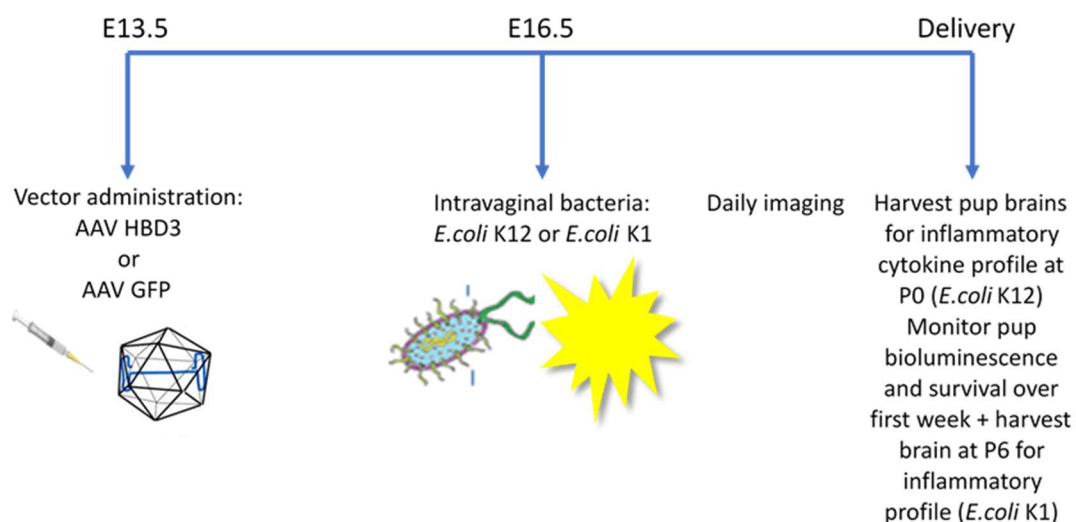 E13.5
E16.5
Delivery
Vector administration:
AAV HBD3
or
AAV GFP
Intravaginal bacteria:
E.coli K12 or E.coli K1
Daily imaging
Harvest pup brains
for inflammatory
cytokine profile at
P0 (E.coli K12)
Monitor pup
bioluminescence
and survival over
first week + harvest
brain at P6 for
inflammatory
profile (E.coli K1)